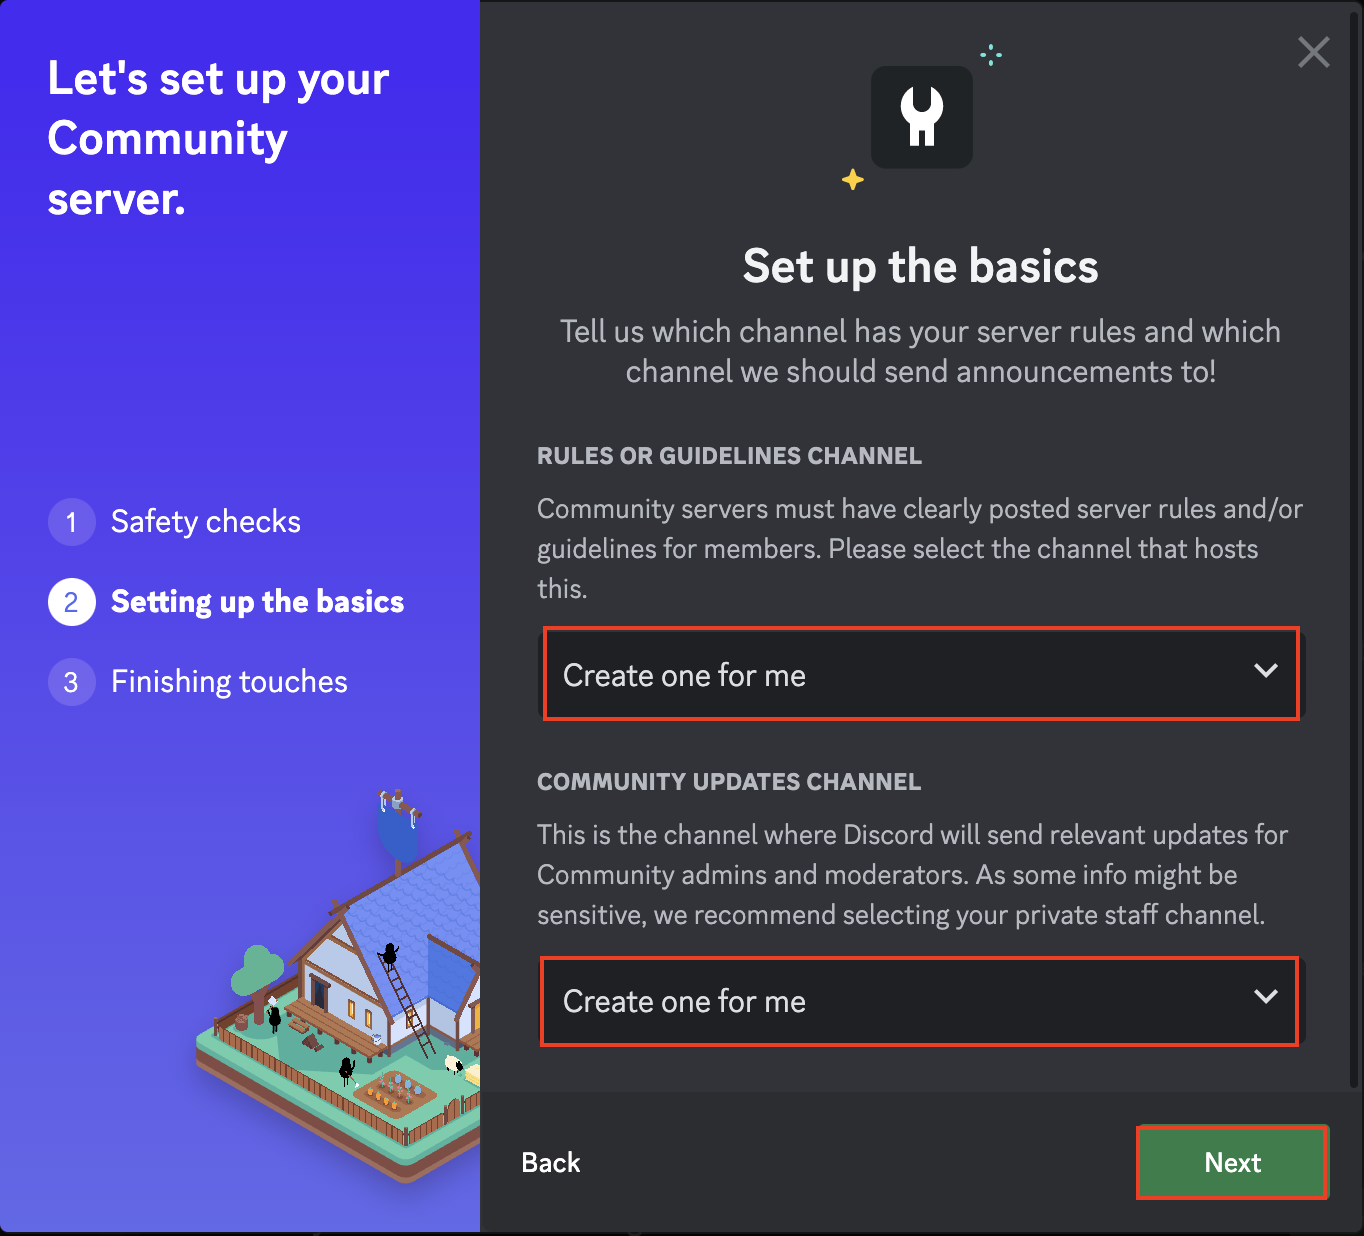 Let's set up your
Community
server.
1 Safety checks
2 Setting up the basics
3 Finishing touches
Set up the basics
Tell us which channel has your server rules and which
channel we should send announcements to!
RULES OR GUIDELINES CHANNEL
Community servers must have clearly posted server rules and/or
guidelines for members. Please select the channel that hosts
this.
Create one for me
COMMUNITY UPDATES CHANNEL
This is the channel where Discord will send relevant updates for
Community admins and moderators. As some info might be
sensitive, we recommend selecting your private staff channel.
Create one for me
Back
Next